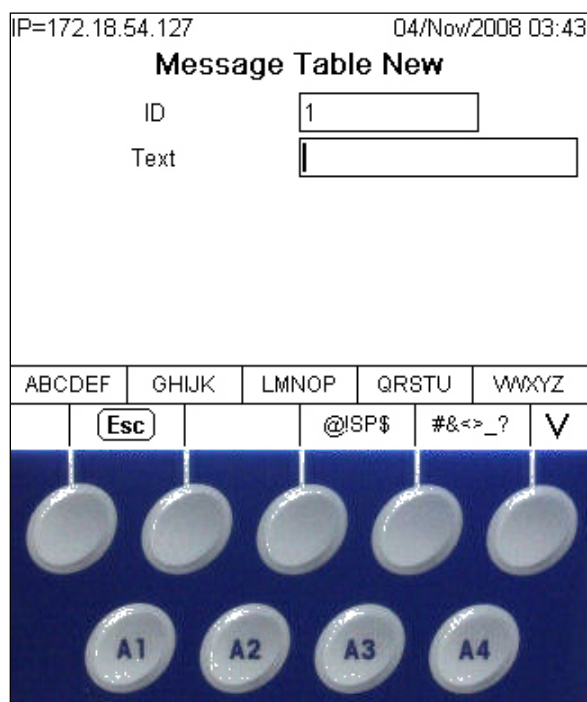 IP=172.18.54.127 04/Nov/2008 03:43
Message Table New
ID 1
Text
ABCDEF GHIJK LMNOP QRSTU VWXYZ
Esc @!SP$ #&<>_? V
A1 A2 A3 A4